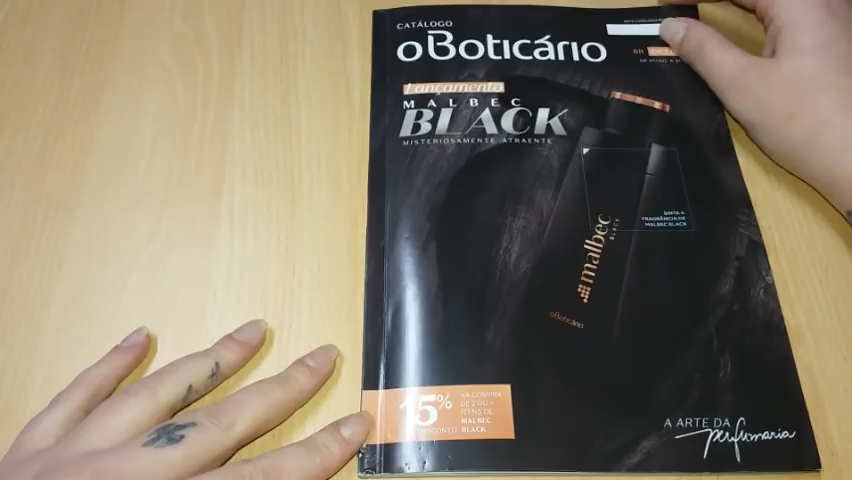 CATÁLOGO
oBoticário
BR
Lançamento
MALBEC
BLACK
MISTERIOSAMENTE ATRAENTE
SINTA A
FRAGRÂNCIA DE
MALBEC BLACK
malbec
BLACK
oBoticário
15%
DESCONTO
NA COMPRA
DE 2 OU +
ITENS DE
MALBEC
BLACK
A ARTE DA
perfumaria